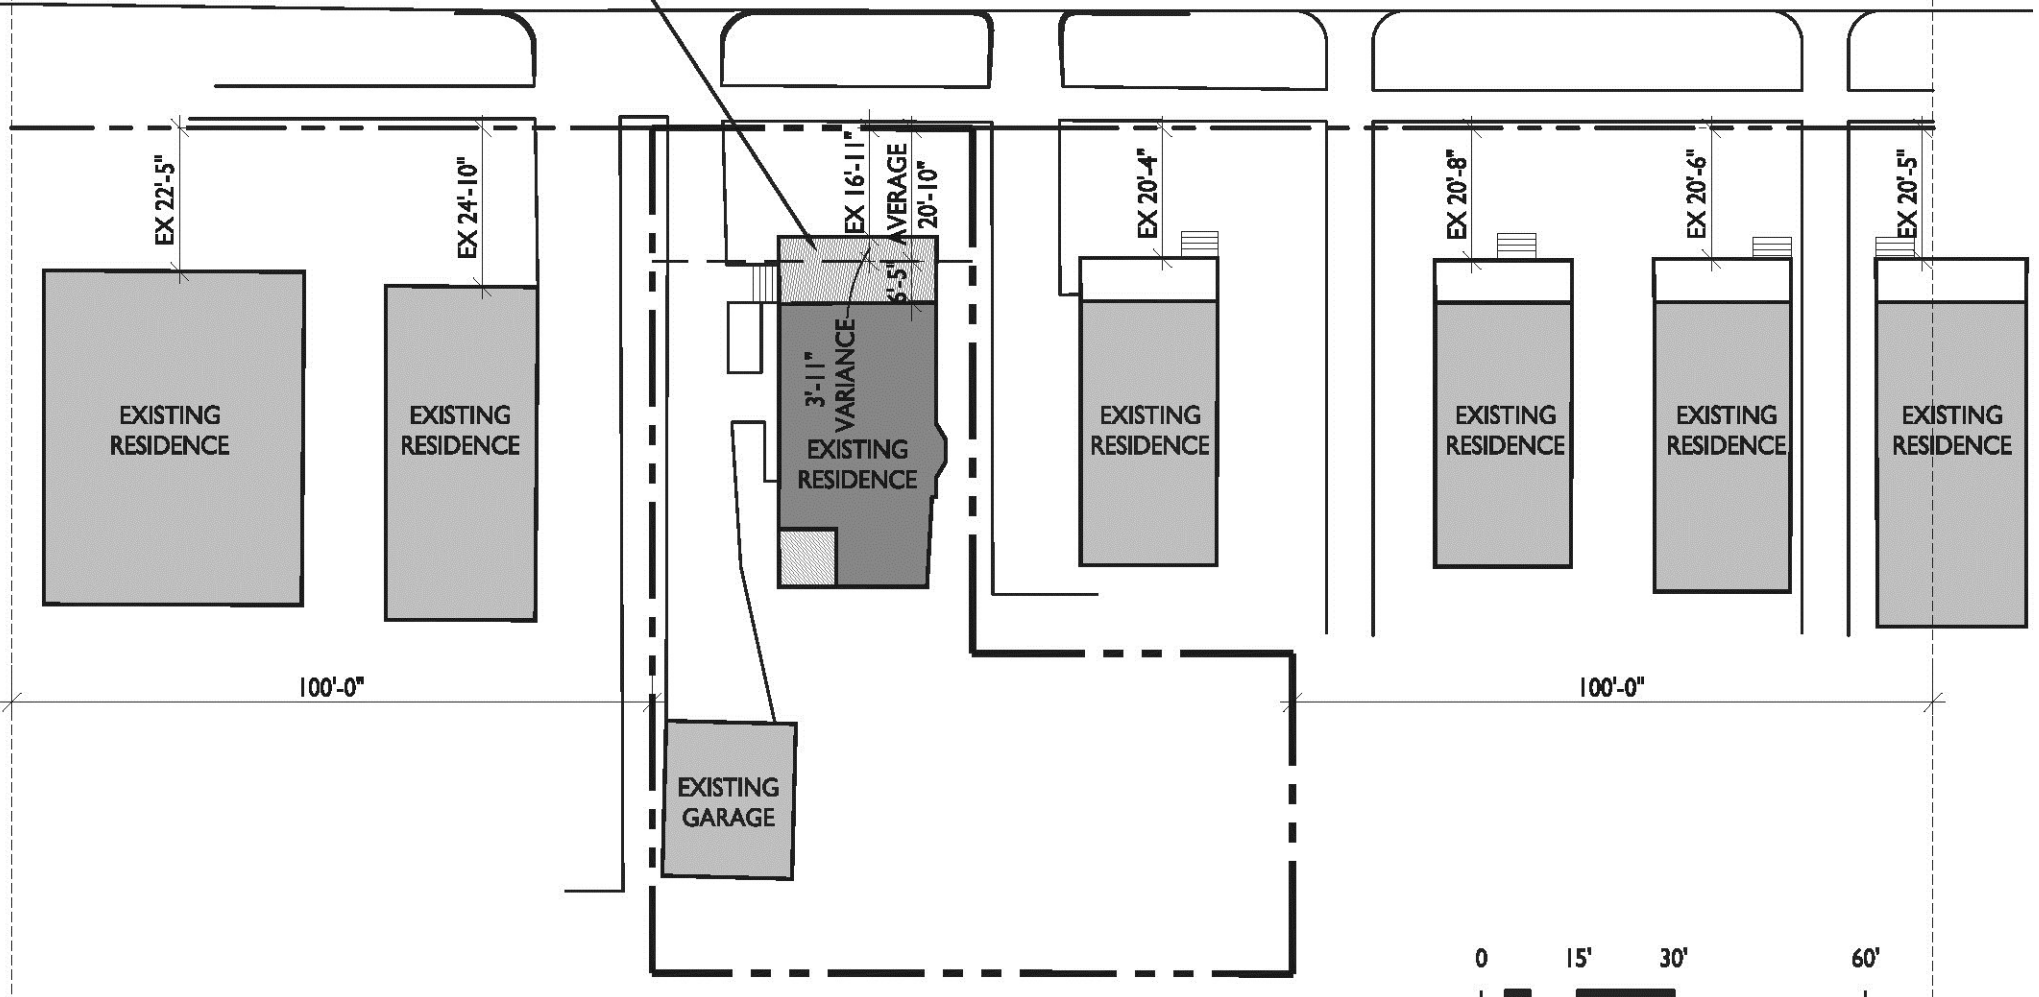 EX 22'-5"
EX 24'-10"
EX 16'-11"
AVERAGE
20'-10"
EX 20'-4"
EX 20'-8"
EX 20'-6"
EX 20'-5"
6'-5"
3'-11"
VARIANCE
EXISTING
RESIDENCE
EXISTING
RESIDENCE
EXISTING
RESIDENCE
EXISTING
RESIDENCE
EXISTING
RESIDENCE
EXISTING
RESIDENCE
EXISTING
RESIDENCE
100'-0"
100'-0"
EXISTING
GARAGE
0 15' 30' 60'